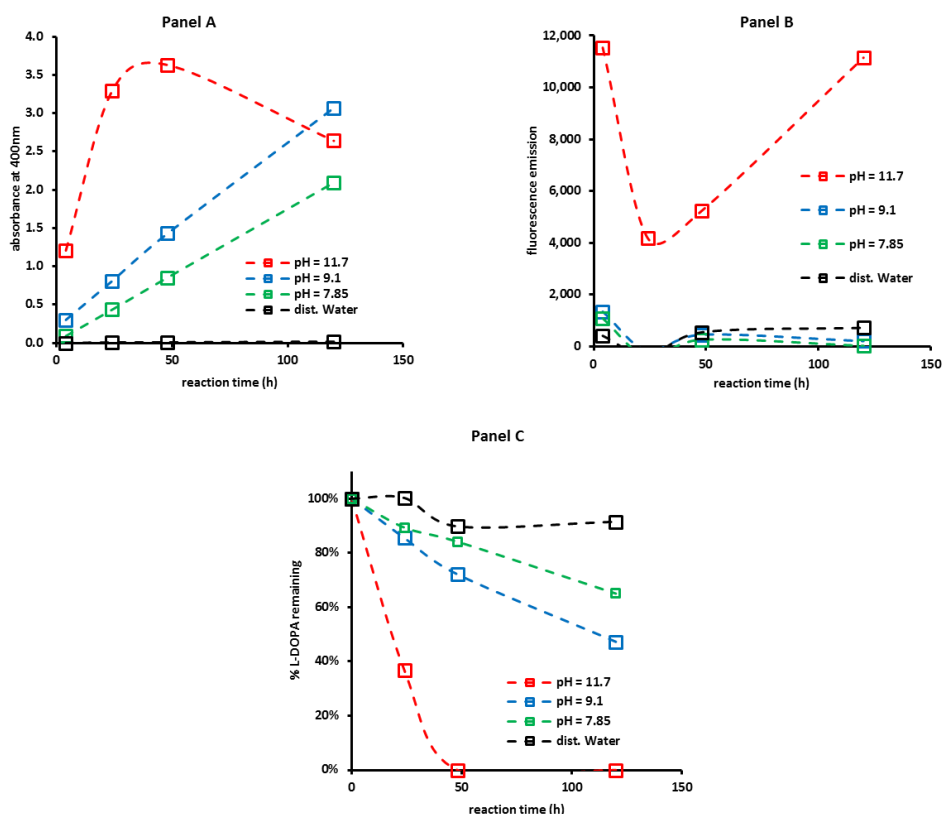 Panel A
absorbance at 400nm
4.0
3.5
3.0
2.5
2.0
1.5
1.0
0.5
0.0
0
50
100
150
reaction time (h)
pH = 11.7
pH = 9.1
pH = 7.85
dist. Water
Panel B
fluorescence emission
12,000
10,000
8,000
6,000
4,000
2,000
0
0
50
100
150
reaction time (h)
pH = 11.7
pH = 9.1
pH = 7.85
dist. Water
Panel C
% L-DOPA remaining
100%
80%
60%
40%
20%
0%
0
50
100
150
reaction time (h)
pH = 11.7
pH = 9.1
pH = 7.85
dist. Water